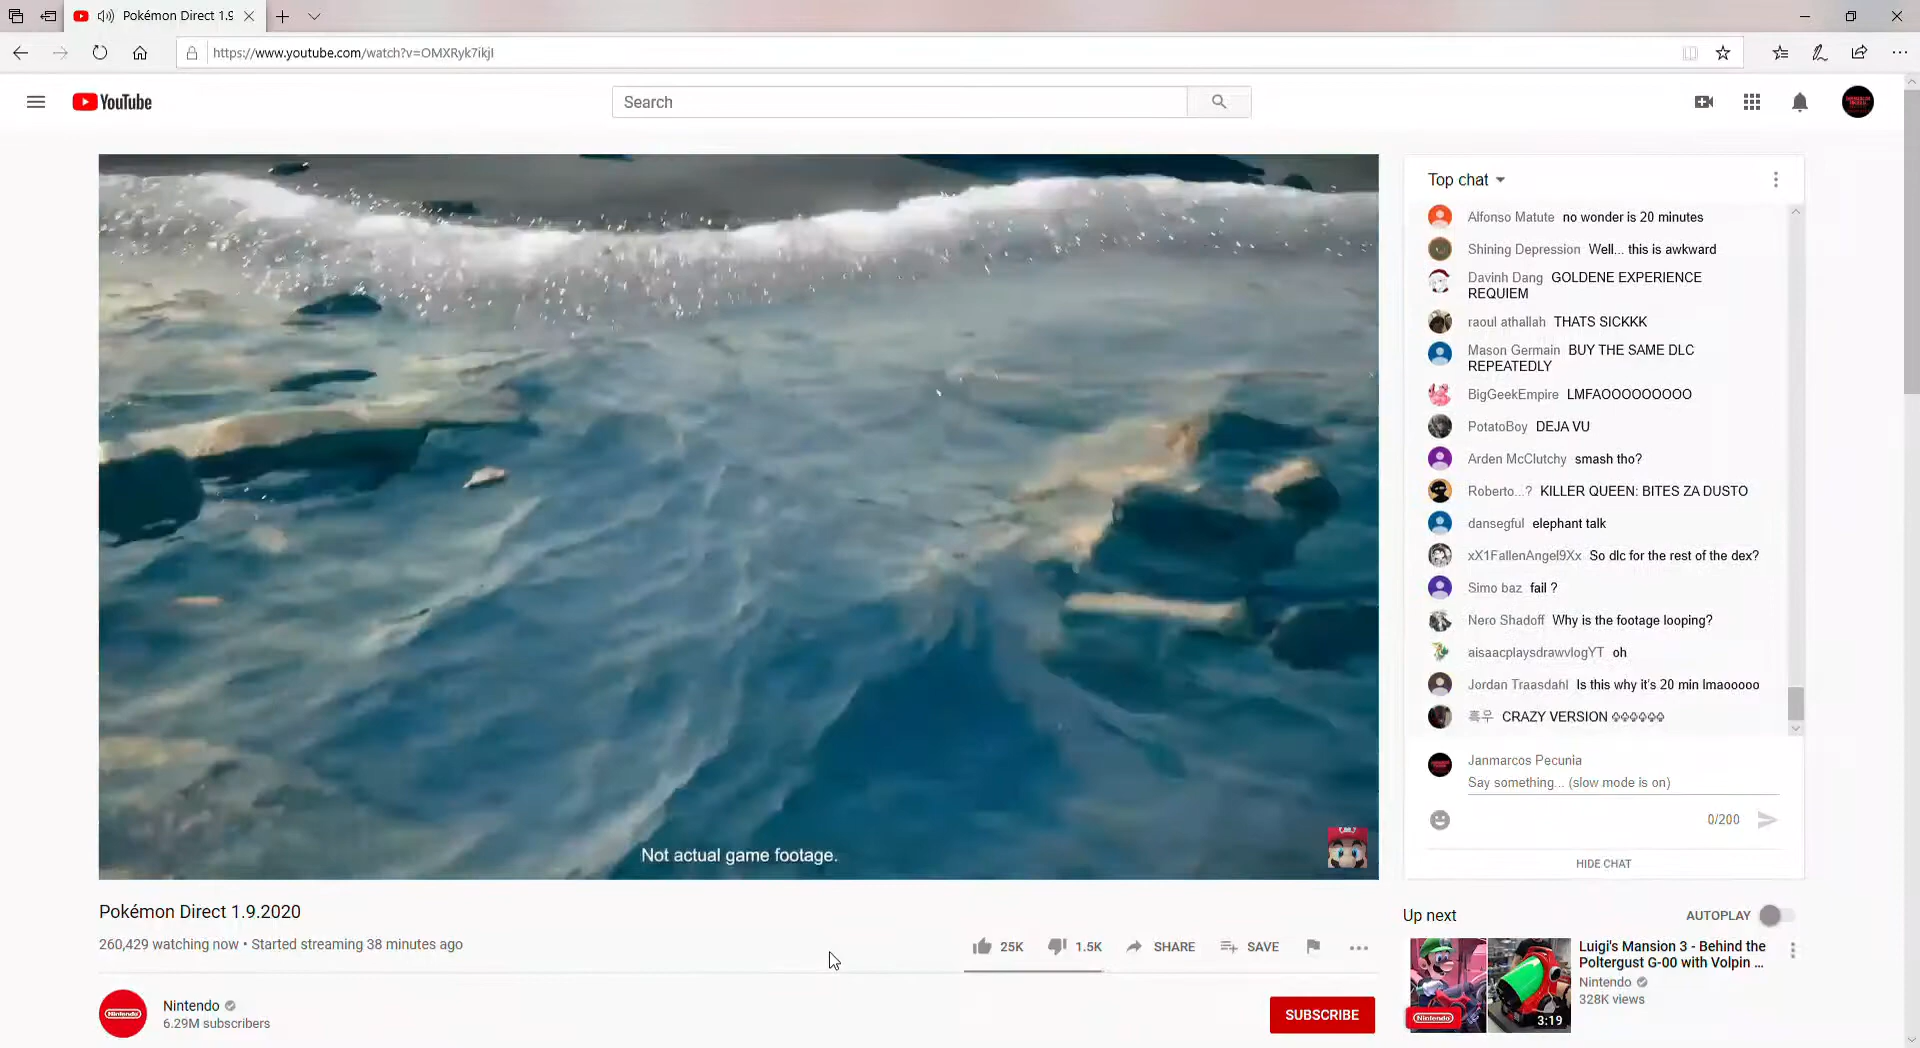 Pokémon Direct 1.9
https://www.youtube.com/watch?v=OMXRyk7ikjI
YouTube
Search
Not actual game footage.
Pokémon Direct 1.9.2020
260,429 watching now • Started streaming 38 minutes ago
25K
1.5K
SHARE
SAVE
Nintendo
6.29M subscribers
SUBSCRIBE
Top chat
Alfonso Matute no wonder is 20 minutes
Shining Depression Well... this is awkward
Davinh Dang GOLDENE EXPERIENCE
REQUIEM
raoul athallah THATS SICKKK
Mason Germain BUY THE SAME DLC
REPEATEDLY
BigGeekEmpire LMFAOOOOOOOOO
PotatoBoy DEJA VU
Arden McClutchy smash tho?
Roberto...? KILLER QUEEN: BITES ZA DUSTO
dansegful elephant talk
xX1FallenAngel9Xx So dlc for the rest of the dex?
Simo baz fail ?
Nero Shadoff Why is the footage looping?
aisaacplaysdrawvlogYT oh
Jordan Traasdahl Is this why it's 20 min lmaooooo
흑우 CRAZY VERSION ♧♧♧♧♧♧
Janmarcos Pecunia
Say something... (slow mode is on)
0/200
HIDE CHAT
Up next
AUTOPLAY
Luigi's Mansion 3 - Behind the
Poltergust G-00 with Volpin ...
Nintendo
328K views
Nintendo
3:19